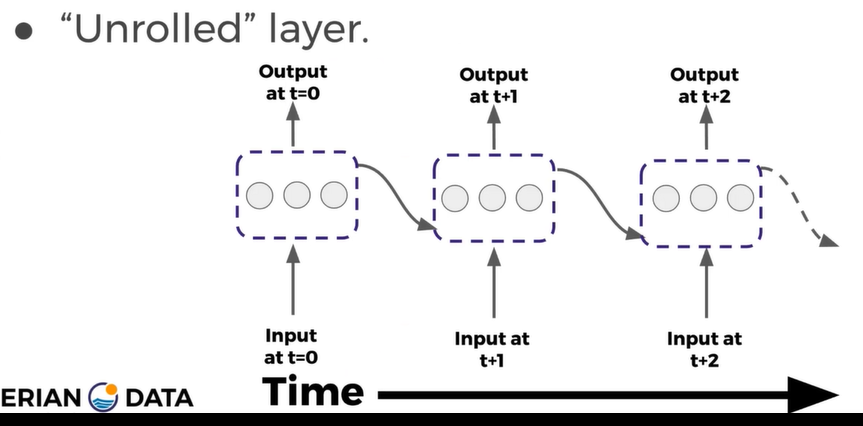 ● “Unrolled” layer.
Output
at t=0
Output
at t+1
Output
at t+2
Input
at t=0
Input at
t+1
Input at
t+2
ERIAN DATA
Time